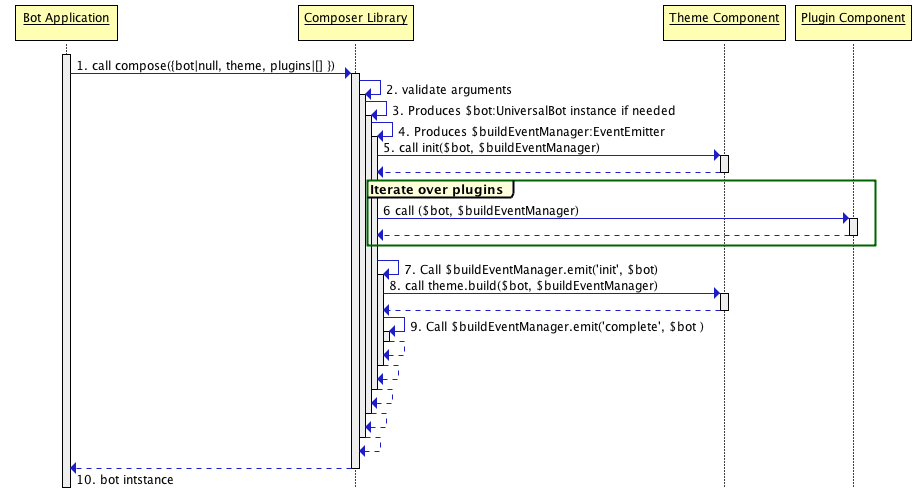 Bot Application
Composer Library
Theme Component
Plugin Component
1. call compose({bot|null, theme, plugins|[] })
2. validate arguments
3. Produces $bot:UniversalBot instance if needed
4. Produces $buildEventManager:EventEmitter
5. call init($bot, $buildEventManager)
Iterate over plugins
6 call ($bot, $buildEventManager)
7. Call $buildEventManager.emit('init', $bot)
8. call theme.build($bot, $buildEventManager)
9. Call $buildEventManager.emit('complete', $bot )
10. bot intstance